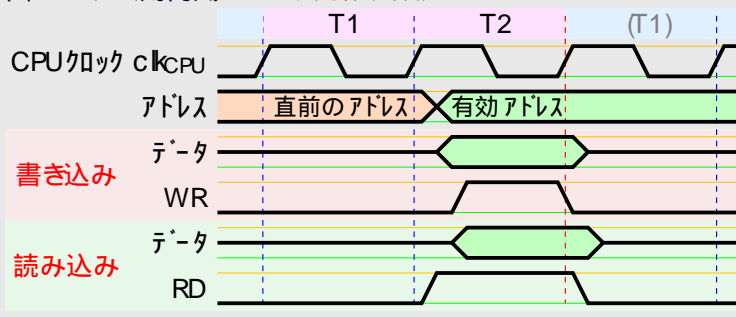 T1 T2 (T1)
CPUクロック clkCPU
アドレス 直前のアドレス 有効アドレス
書き込み
データ
WR
読み込み
データ
RD